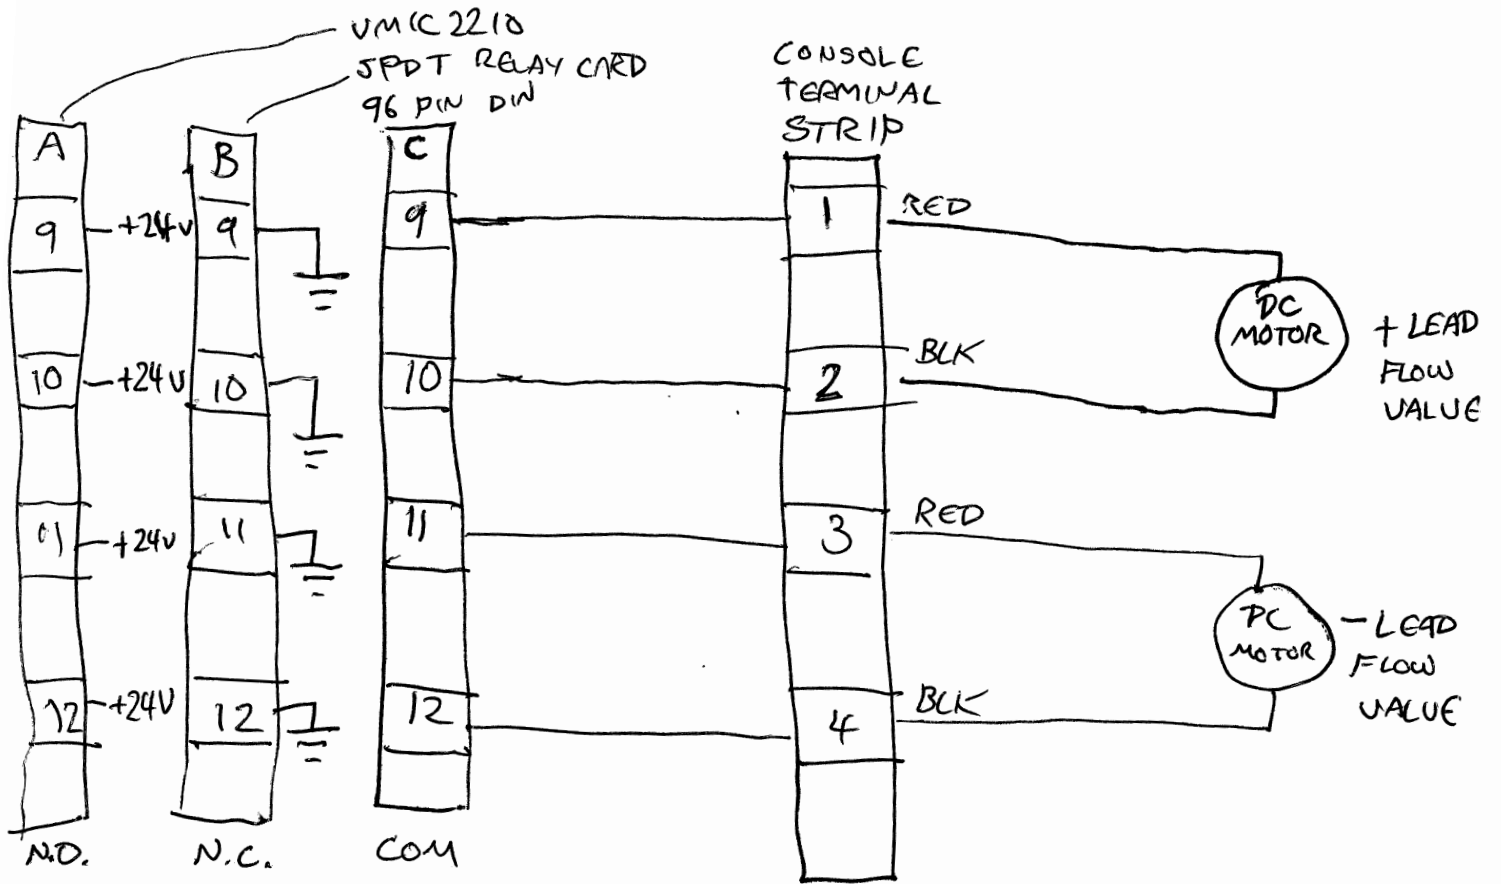 VMIC 2210
SPDT RELAY CARD
96 PIN DIN
CONSOLE
TERMINAL
STRIP
A
B
C
9
+24V
9
9
1
RED
DC
MOTOR
+ LEAD
FLOW
VALUE
10
+24V
10
10
2
BLK
11
+24V
11
11
3
RED
DC
MOTOR
- LEAD
FLOW
VALUE
12
+24V
12
12
4
BLK
N.O.
N.C.
COM